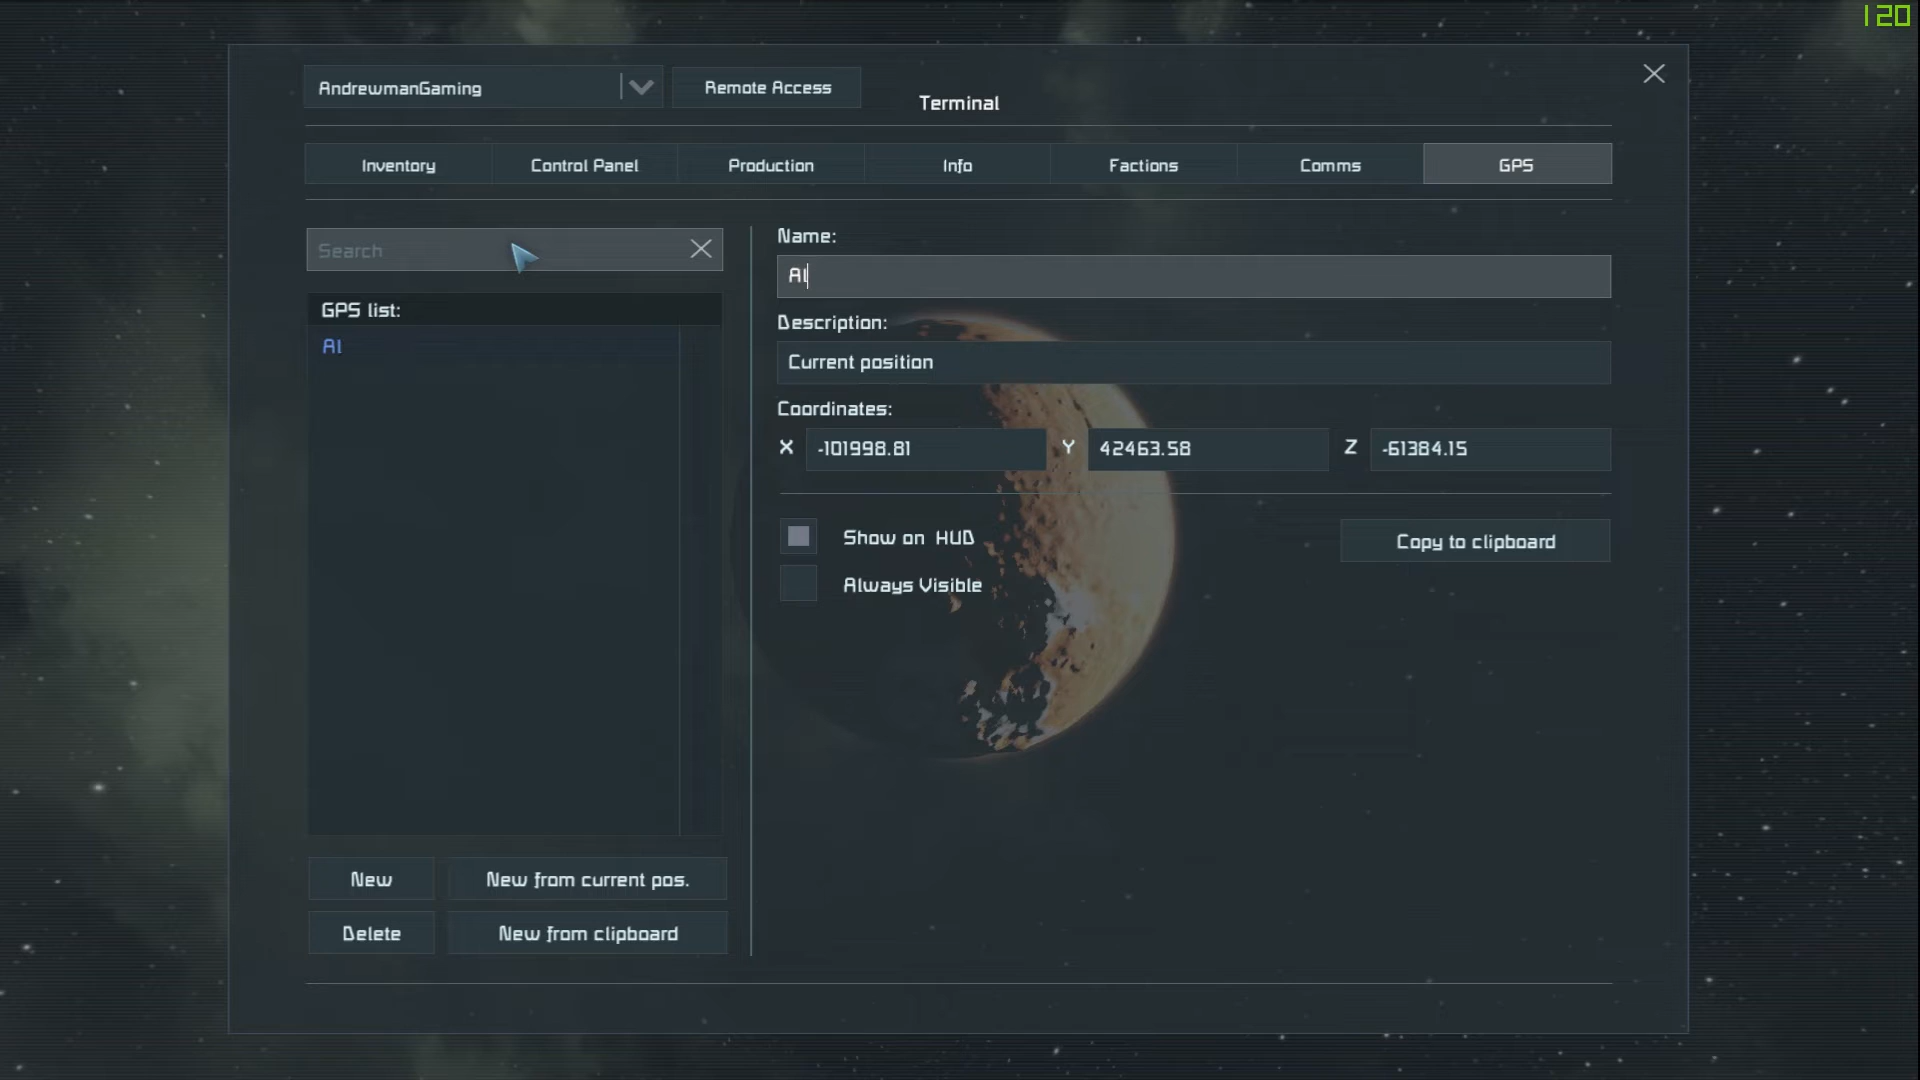 120
AndrewmanGaming
Remote Access
Terminal
Inventory
Control Panel
Production
Info
Factions
Comms
GPS
Search
GPS list:
Al
Name:
Al
Description:
Current position
Coordinates:
X -101998.81 Y 42463.58 Z -61384.15
Show on HUD
Copy to clipboard
Always Visible
New
New from current pos.
Delete
New from clipboard